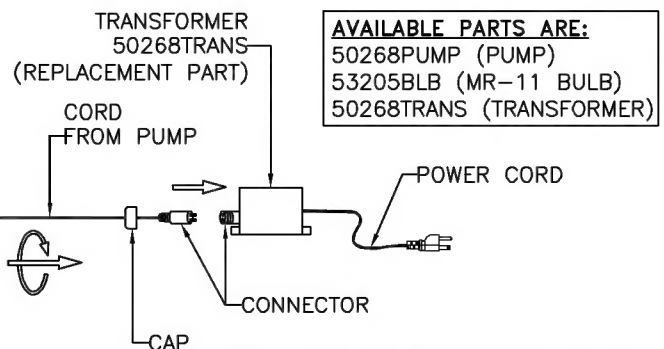 TRANSFORMER
50268TRANS
(REPLACEMENT PART)
AVAILABLE PARTS ARE:
50268PUMP (PUMP)
53205BLB (MR-11 BULB)
50268TRANS (TRANSFORMER)
CORD
FROM PUMP
POWER CORD
CONNECTOR
CAP